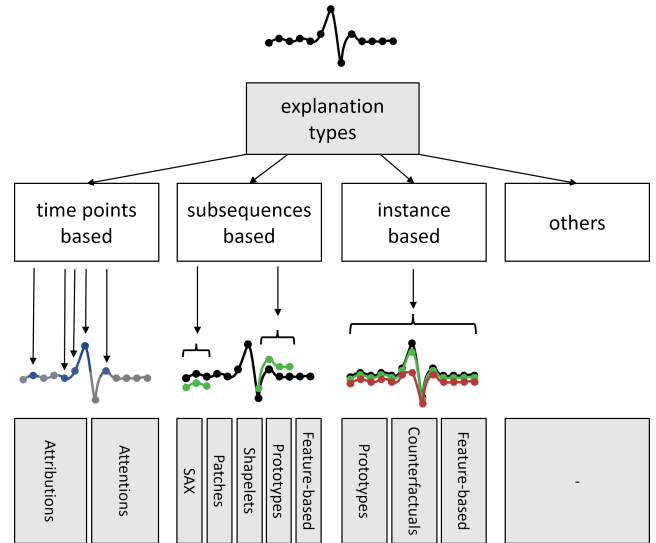 explanation
types
time points
based
subsequences
based
instance
based
others
Attributions
Attentions
SAX
Patches
Shapelets
Prototypes
Feature-based
Prototypes
Counterfactuals
Feature-based
-